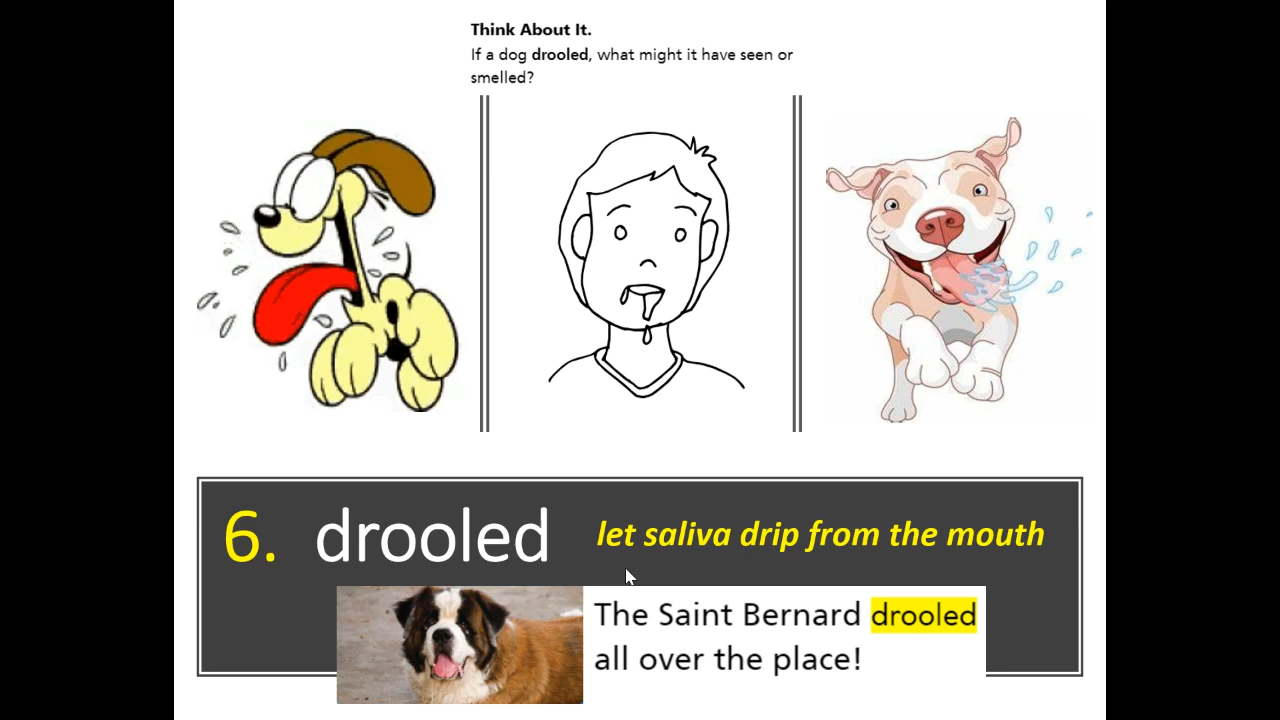 Think About It.
If a dog drooled, what might it have seen or
smelled?
6. drooled let saliva drip from the mouth
The Saint Bernard drooled
all over the place!